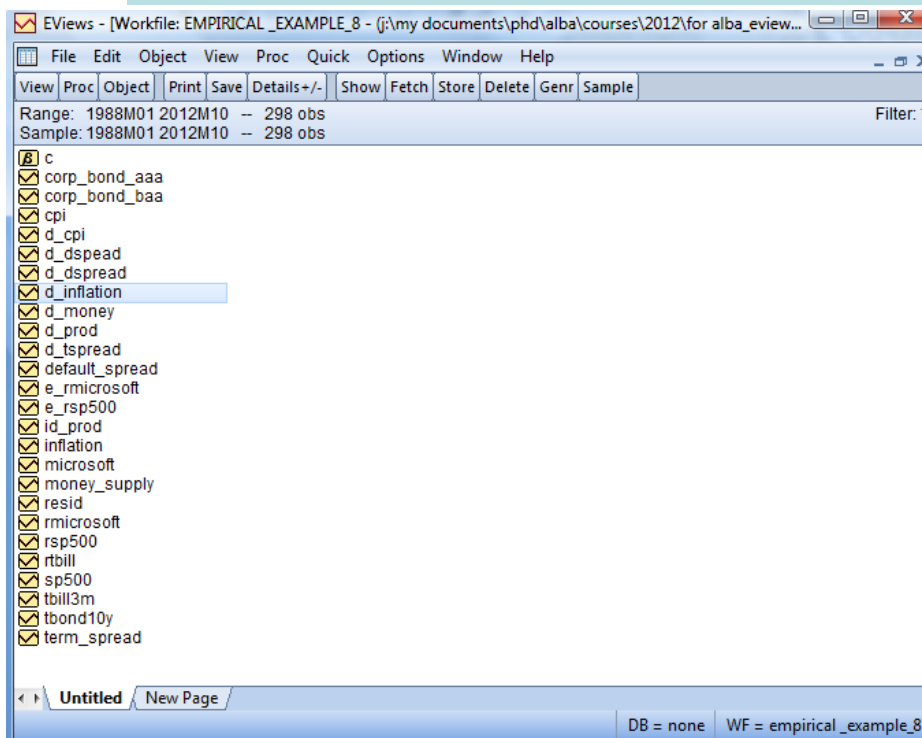 EViews - [Workfile: EMPIRICAL _EXAMPLE_8 - (j:\my documents\phd\alba\courses\2012\for alba_eview...
File Edit Object View Proc Quick Options Window Help
View Proc Object Print Save Details+/- Show Fetch Store Delete Genr Sample
Range: 1988M01 2012M10 -- 298 obs Filter: 
Sample: 1988M01 2012M10 -- 298 obs
β c
corp_bond_aaa
corp_bond_baa
cpi
d_cpi
d_dspead
d_dspread
d_inflation
d_money
d_prod
d_tspread
default_spread
e_rmicrosoft
e_rsp500
id_prod
inflation
microsoft
money_supply
resid
rmicrosoft
rsp500
rtbill
sp500
tbill3m
tbond10y
term_spread
Untitled New Page
DB = none WF = empirical _example_8